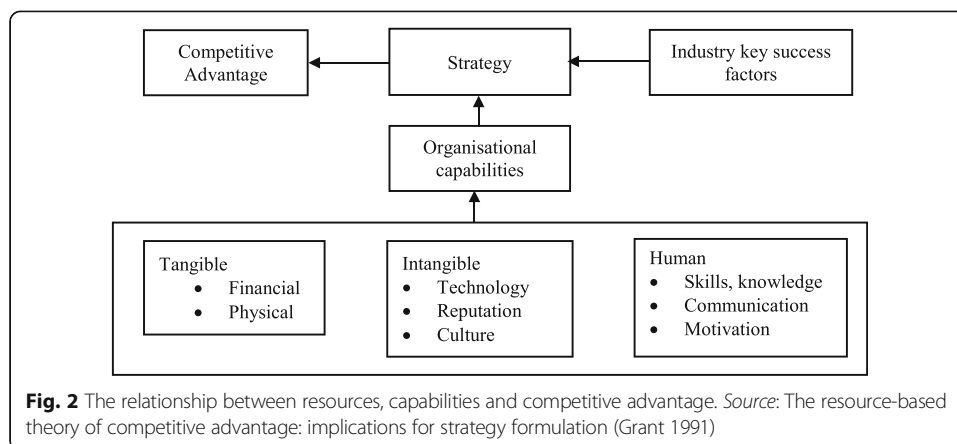 Competitive
Advantage
Strategy
Industry key success
factors
Organisational
capabilities
Tangible
• Financial
• Physical
Intangible
• Technology
• Reputation
• Culture
Human
• Skills, knowledge
• Communication
• Motivation
Fig. 2 The relationship between resources, capabilities and competitive advantage. Source: The resource-based
theory of competitive advantage: implications for strategy formulation (Grant 1991)